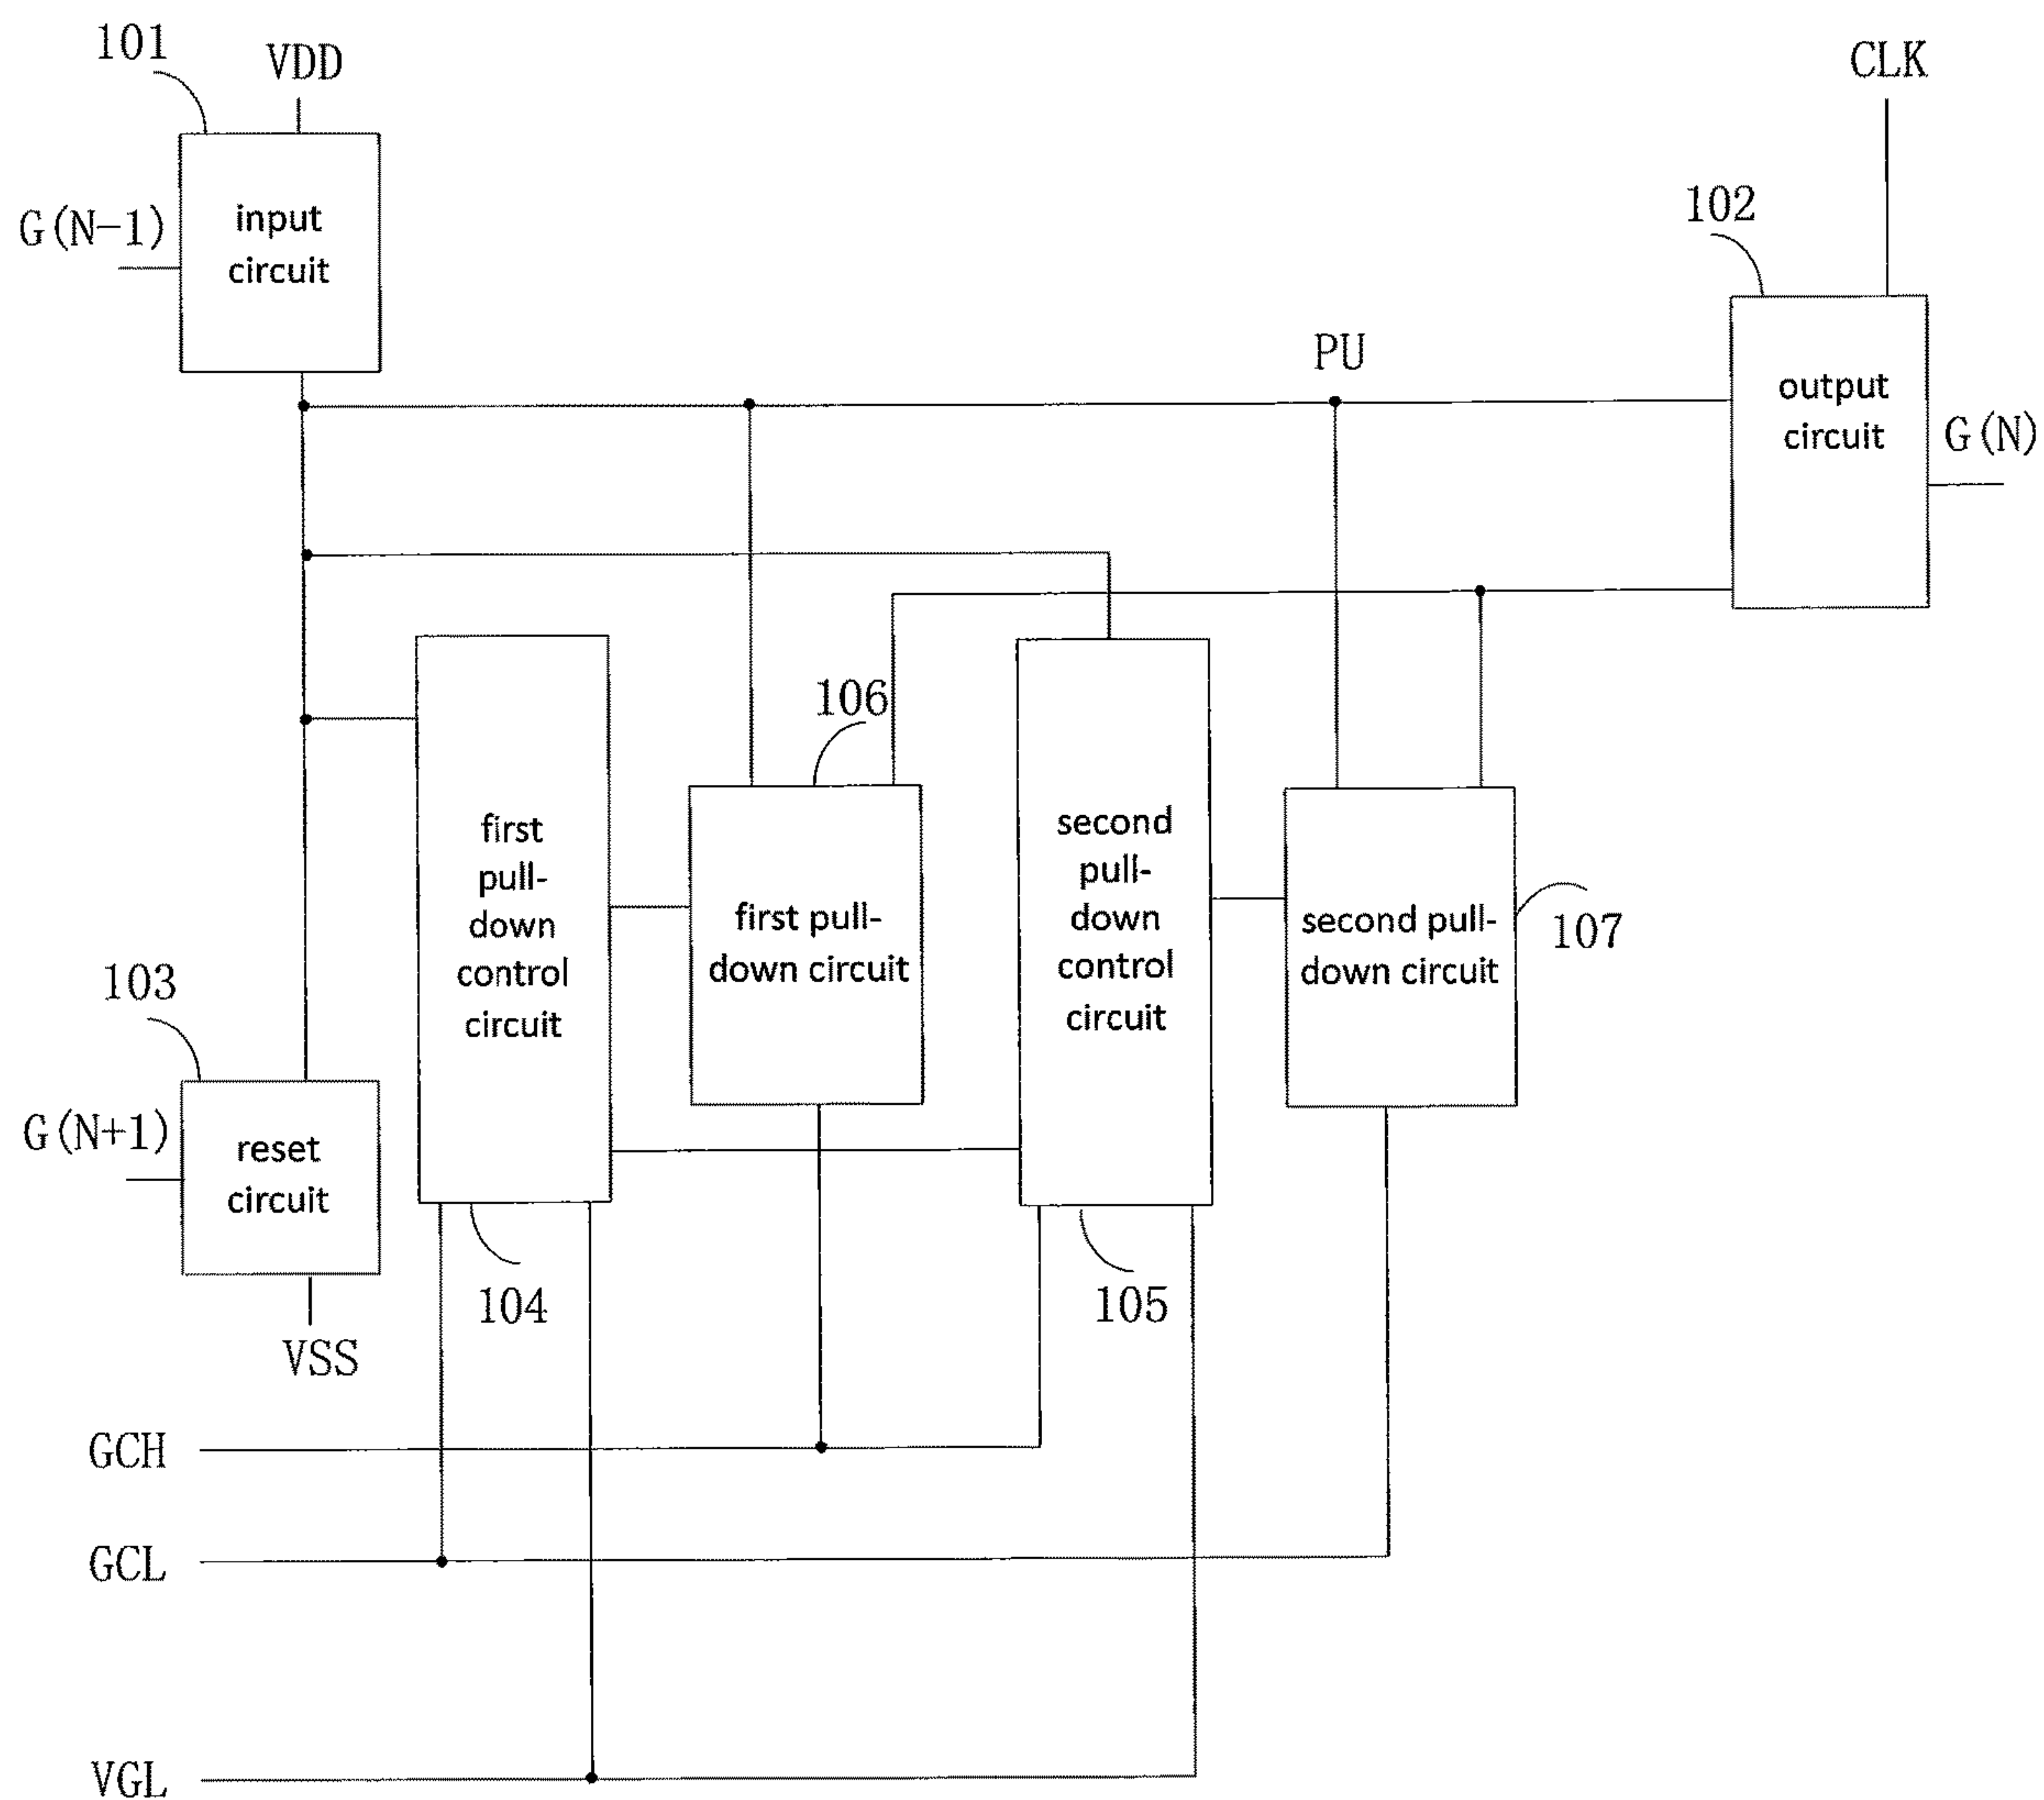 101
VDD
CLK
G(N-1)
input
circuit
102
PU
output
circuit
G(N)
106
first
pull-
down
control
circuit
first pull-
down circuit
second
pull-
down
control
circuit
second pull-
down circuit
107
103
G(N+1)
reset
circuit
104
105
VSS
GCH
GCL
VGL